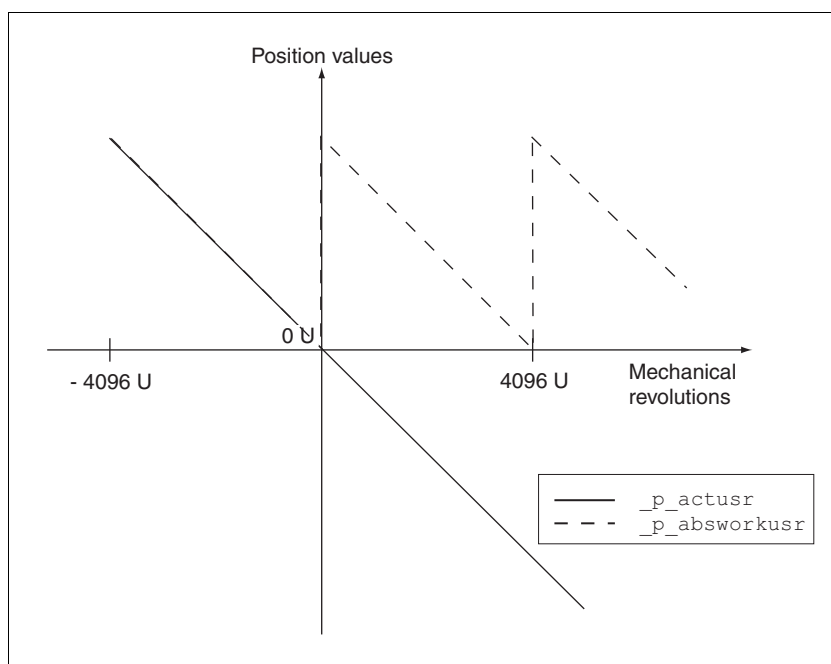 Position values
0 U
- 4096 U
4096 U
Mechanical
revolutions
_p_actusr
_p_absworkusr